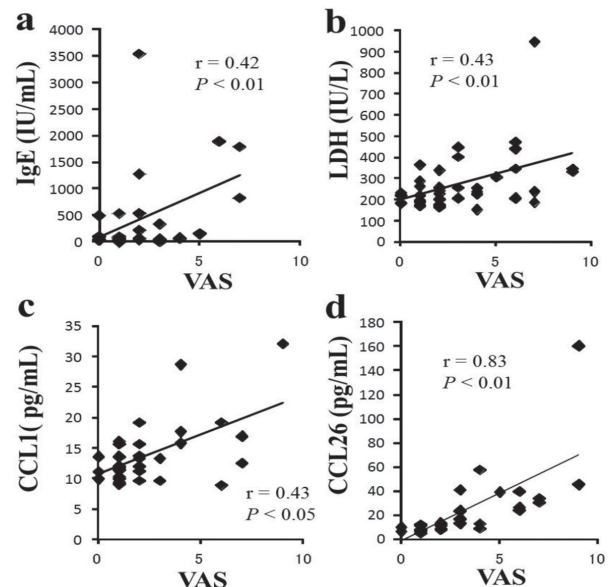 a
IgE (IU/mL)
4000
3500
3000
2500
2000
1500
1000
500
0
r = 0.42
P < 0.01
0
5
10
VAS
b
LDH (IU/L)
1000
900
800
700
600
500
400
300
200
100
0
r = 0.43
P < 0.01
0
5
10
VAS
c
CCL1( pg/mL)
35
30
25
20
15
10
5
0
r = 0.43
P < 0.05
0
5
10
VAS
d
CCL26 (pg/mL)
180
160
140
120
100
80
60
40
20
0
r = 0.83
P < 0.01
0
5
10
VAS